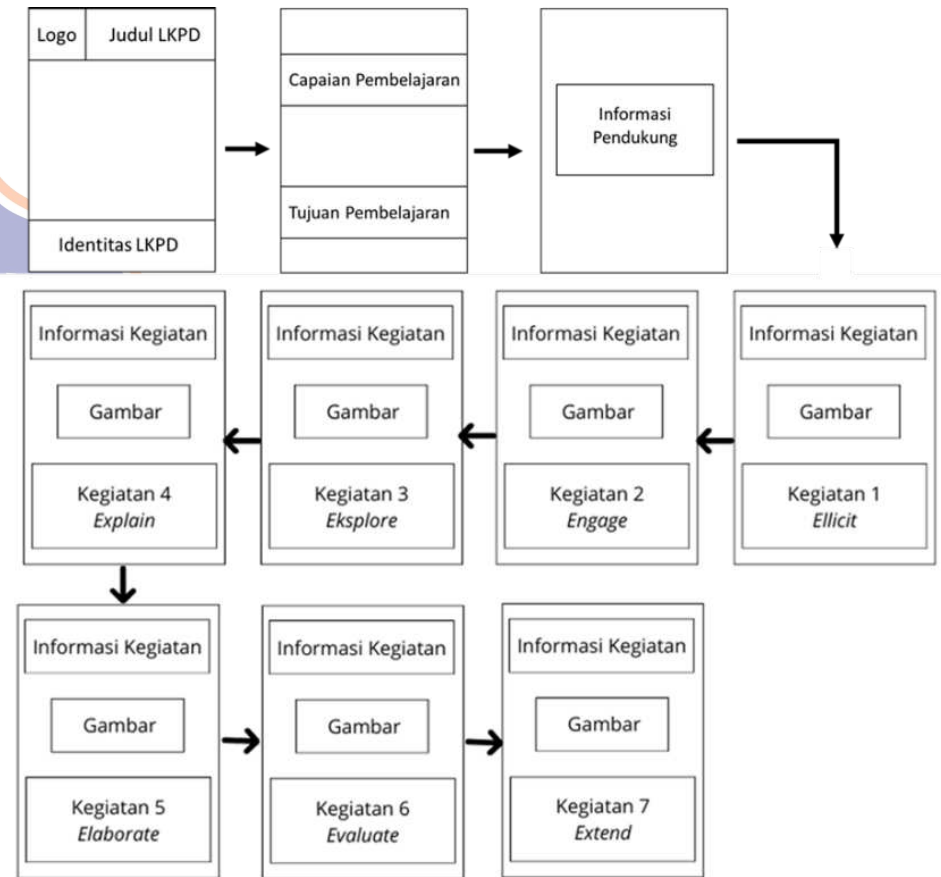 Logo
Judul LKPD
Identitas LKPD
Capaian Pembelajaran
Tujuan Pembelajaran
Informasi
Pendukung
Informasi Kegiatan
Gambar
Kegiatan 1
Ellicit
Informasi Kegiatan
Gambar
Kegiatan 2
Engage
Informasi Kegiatan
Gambar
Kegiatan 3
Eksplore
Informasi Kegiatan
Gambar
Kegiatan 4
Explain
Informasi Kegiatan
Gambar
Kegiatan 5
Elaborate
Informasi Kegiatan
Gambar
Kegiatan 6
Evaluate
Informasi Kegiatan
Gambar
Kegiatan 7
Extend